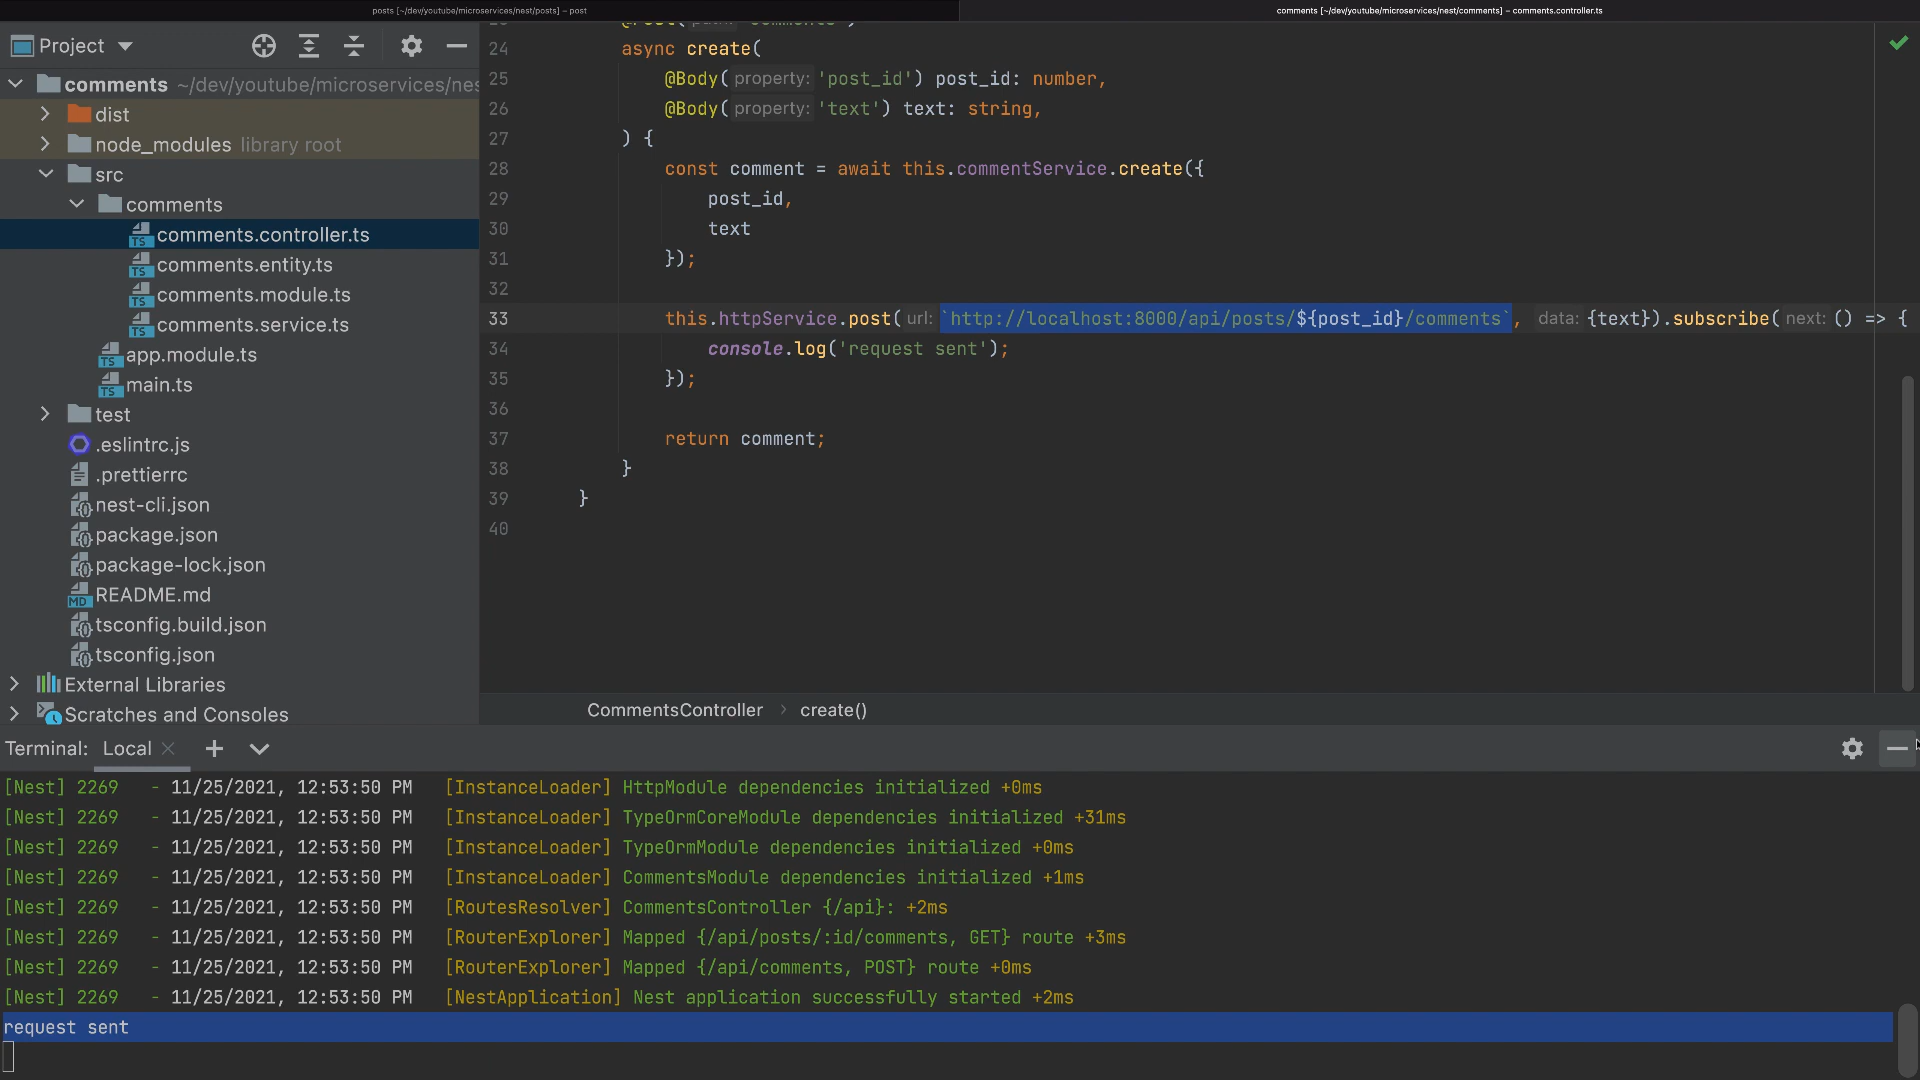 posts [~/dev/youtube/microservices/nest/posts] – post
comments [~/dev/youtube/microservices/nest/comments] – comments.controller.ts
Project
comments ~/dev/youtube/microservices/nes
dist
node_modules library root
src
comments
comments.controller.ts
comments.entity.ts
comments.module.ts
comments.service.ts
app.module.ts
main.ts
test
.eslintrc.js
.prettierrc
nest-cli.json
package.json
package-lock.json
README.md
tsconfig.build.json
tsconfig.json
External Libraries
Scratches and Consoles
24 async create(
25 @Body( property: 'post_id') post_id: number,
26 @Body( property: 'text') text: string,
27 ) {
28 const comment = await this.commentService.create({
29 post_id,
30 text
31 });
32
33 this.httpService.post( url: `http://localhost:8000/api/posts/${post_id}/comments`, data: {text}).subscribe( next: () => {
34 console.log('request sent');
35 });
36
37 return comment;
38 }
39 }
40
CommentsController › create()
Terminal: Local
[Nest] 2269 - 11/25/2021, 12:53:50 PM [InstanceLoader] HttpModule dependencies initialized +0ms
[Nest] 2269 - 11/25/2021, 12:53:50 PM [InstanceLoader] TypeOrmCoreModule dependencies initialized +31ms
[Nest] 2269 - 11/25/2021, 12:53:50 PM [InstanceLoader] TypeOrmModule dependencies initialized +0ms
[Nest] 2269 - 11/25/2021, 12:53:50 PM [InstanceLoader] CommentsModule dependencies initialized +1ms
[Nest] 2269 - 11/25/2021, 12:53:50 PM [RoutesResolver] CommentsController {/api}: +2ms
[Nest] 2269 - 11/25/2021, 12:53:50 PM [RouterExplorer] Mapped {/api/posts/:id/comments, GET} route +3ms
[Nest] 2269 - 11/25/2021, 12:53:50 PM [RouterExplorer] Mapped {/api/comments, POST} route +0ms
[Nest] 2269 - 11/25/2021, 12:53:50 PM [NestApplication] Nest application successfully started +2ms
request sent